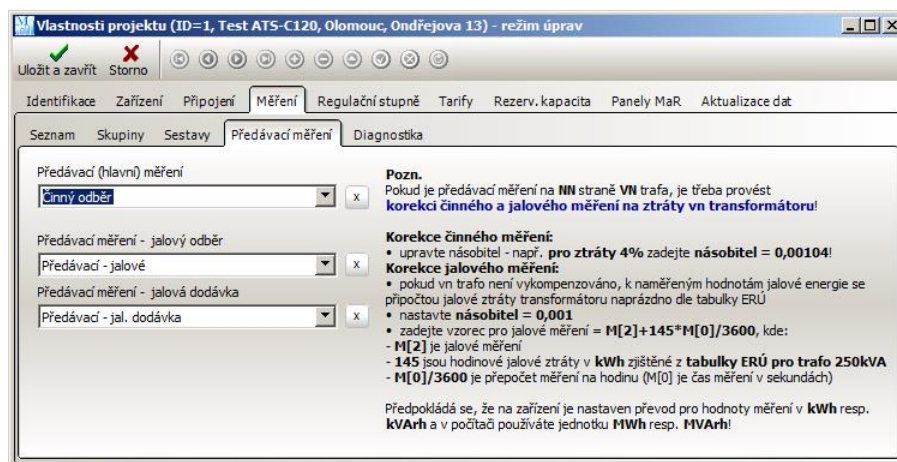 Vlastnosti projektu (ID=1, Test ATS-C120, Olomouc, Ondřejova 13) - režim úprav
Uložit a zavřít Storno
Identifikace Zařízení Připojení Měření Regulační stupně Tarify Rezerv. kapacita Panely MaR Aktualizace dat
Seznam Skupiny Sestavy Předávací měření Diagnostika
Předávací (hlavní) měření
Činný odběr
x
Předávací měření - jalový odběr
Předávací - jalové
x
Předávací měření - jalová dodávka
Předávací - jal. dodávka
x
Pozn.
Pokud je předávací měření na NN straně VN trafa, je třeba provést
korekci činného a jalového měření na ztráty vn transformátoru!
Korekce činného měření:
• upravte násobitel - např. pro ztráty 4% zadejte násobitel = 0,00104!
Korekce jalového měření:
• pokud vn trafo není vykompenzováno, k naměřeným hodnotám jalové energie se
připočtou jalové ztráty transformátoru naprázdno dle tabulky ERÚ
• nastavte násobitel = 0,001
• zadejte vzorec pro jalové měření = M[2]+145*M[0]/3600, kde:
- M[2] je jalové měření
- 145 jsou hodinové jalové ztráty v kWh zjištěné z tabulky ERÚ pro trafo 250kVA
- M[0]/3600 je přepočet měření na hodinu (M[0] je čas měření v sekundách)
Předpokládá se, že na zařízení je nastaven převod pro hodnoty měření v kWh resp.
kVArh a v počítači používáte jednotku MWh resp. MVArh!